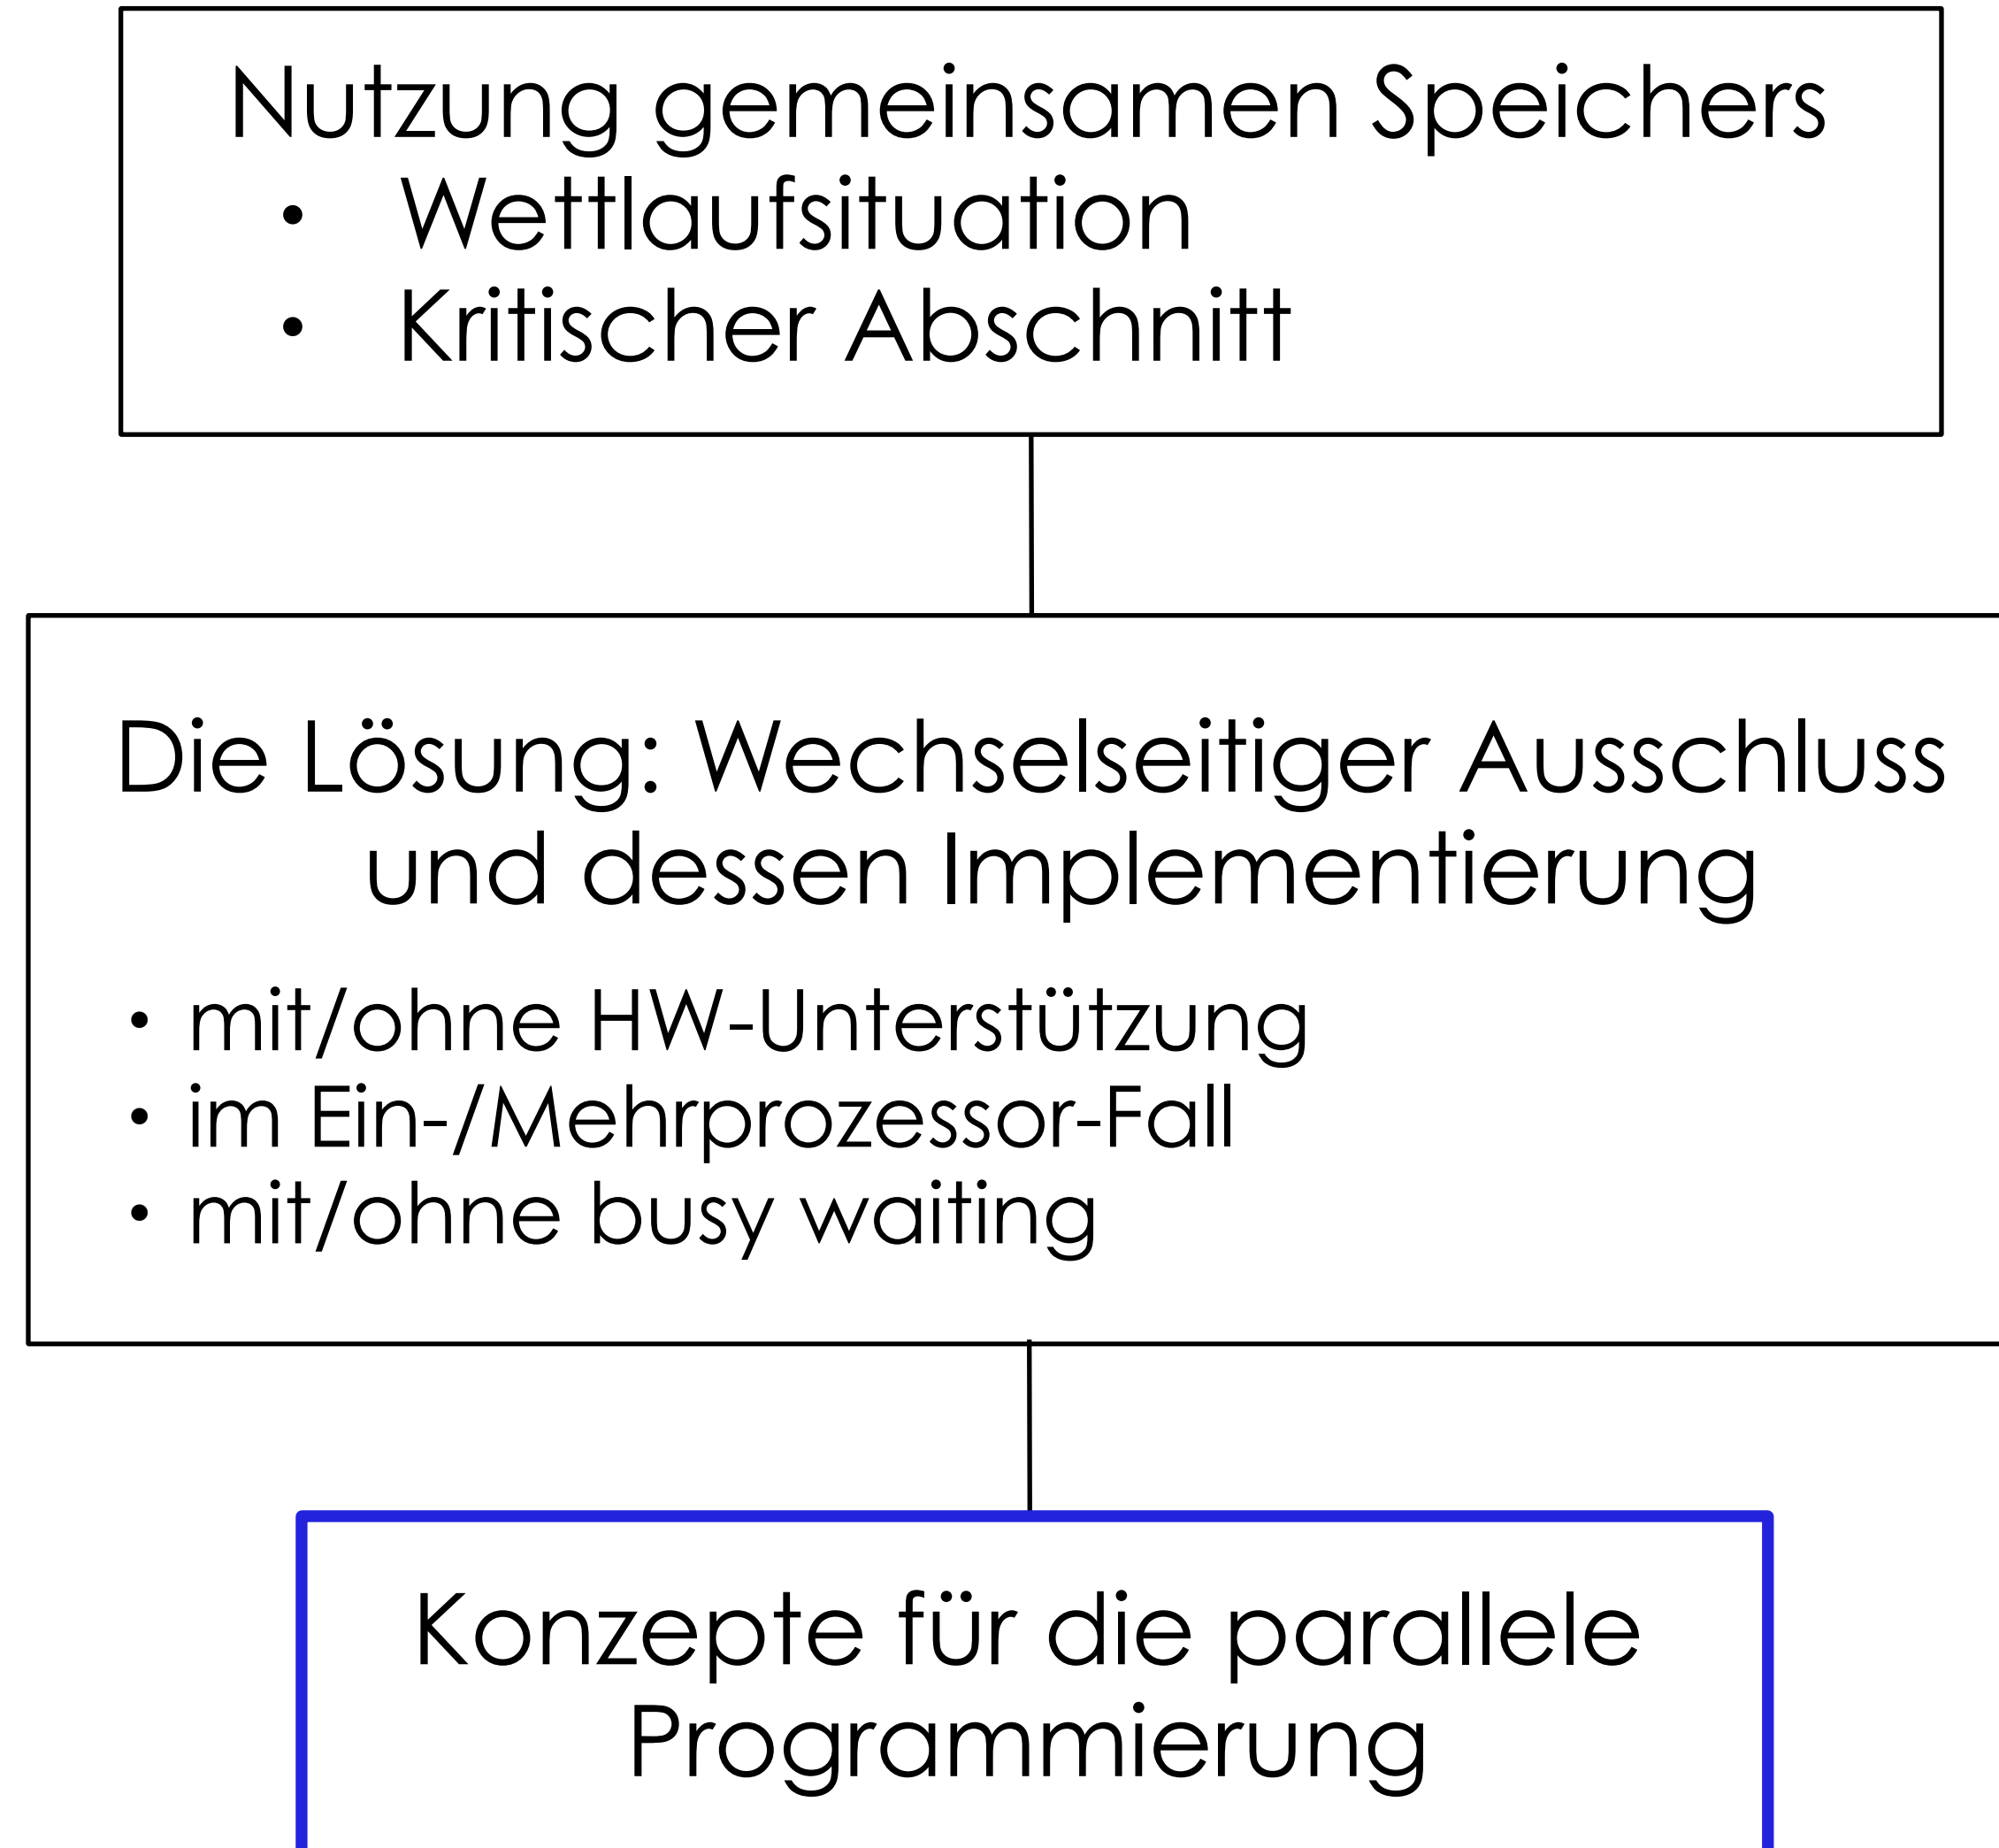 Nutzung gemeinsamen Speichers
• Wettlaufsituation
• Kritischer Abschnitt
Die Lösung: Wechselseitiger Ausschluss
und dessen Implementierung
• mit/ohne HW-Unterstützung
• im Ein-/Mehrprozessor-Fall
• mit/ohne busy waiting
Konzepte für die parallele
Programmierung